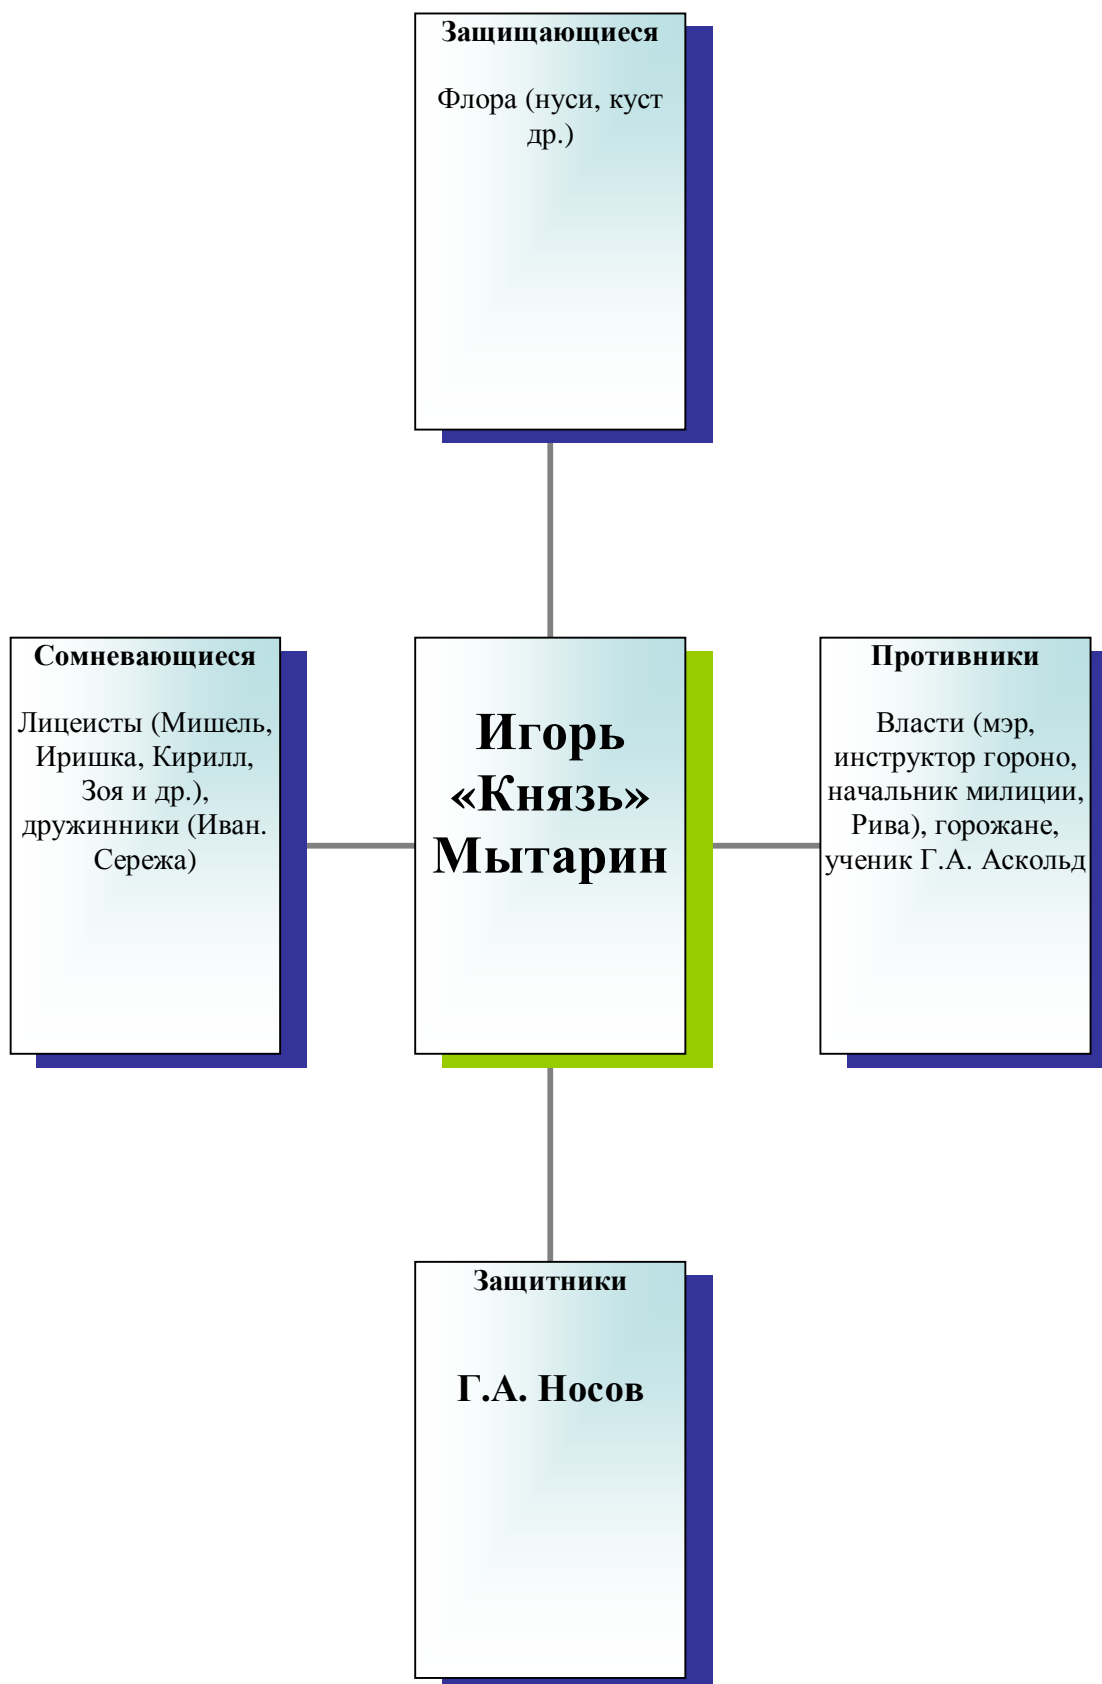 Защищающиеся
Флора (нуси, куст
др.)
Сомневающиеся
Лицеисты (Мишель,
Иришка, Кирилл,
Зоя и др.),
дружинники (Иван.
Сережа)
Игорь
«Князь»
Мытарин
Противники
Власти (мэр,
инструктор гороно,
начальник милиции,
Рива), горожане,
ученик Г.А. Аскольд
Защитники
Г.А. Носов